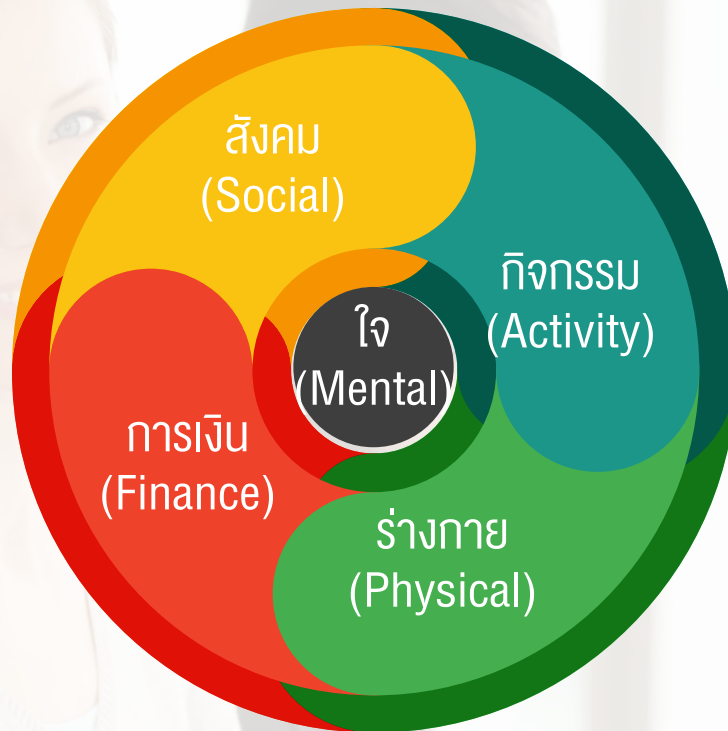 สังคม
(Social)
กิจกรรม
(Activity)
ใจ
(Mental)
การเงิน
(Finance)
ร่างกาย
(Physical)